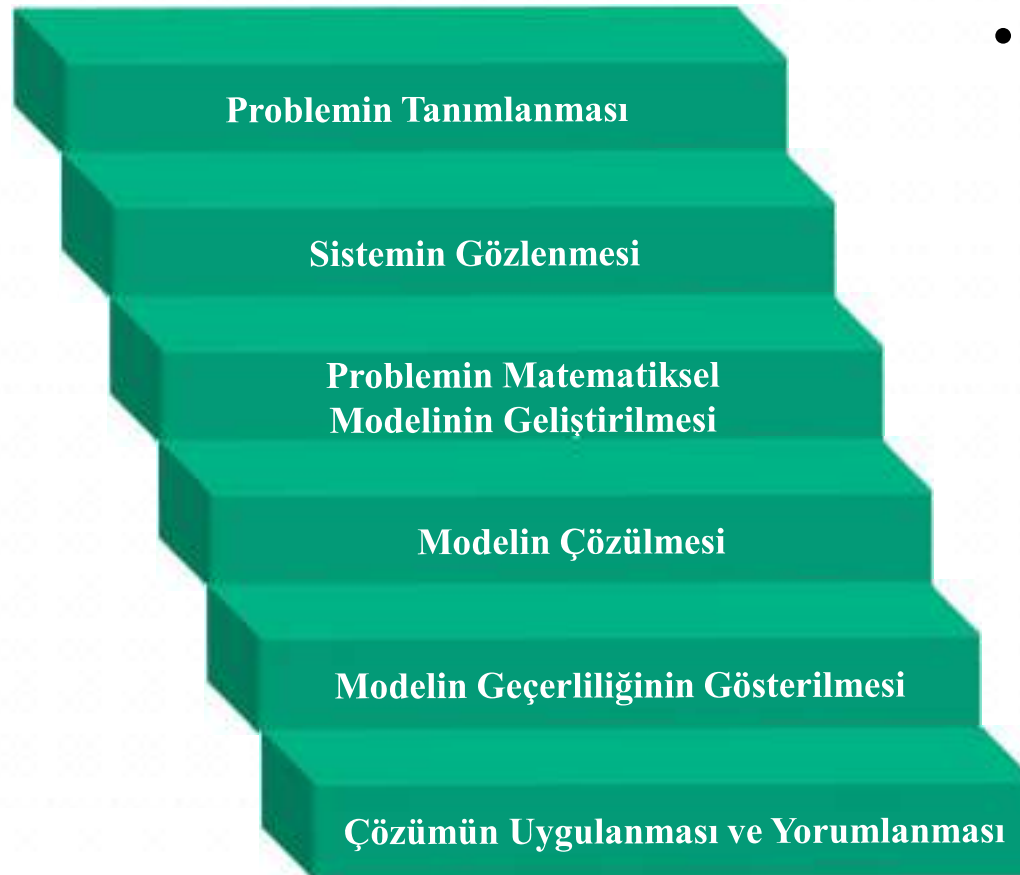 Problemin Tanımlanması
Sistemin Gözlenmesi
Problemin Matematiksel
Modelinin Geliştirilmesi
Modelin Çözülmesi
Modelin Geçerliliğinin Gösterilmesi
Çözümün Uygulanması ve Yorumlanması